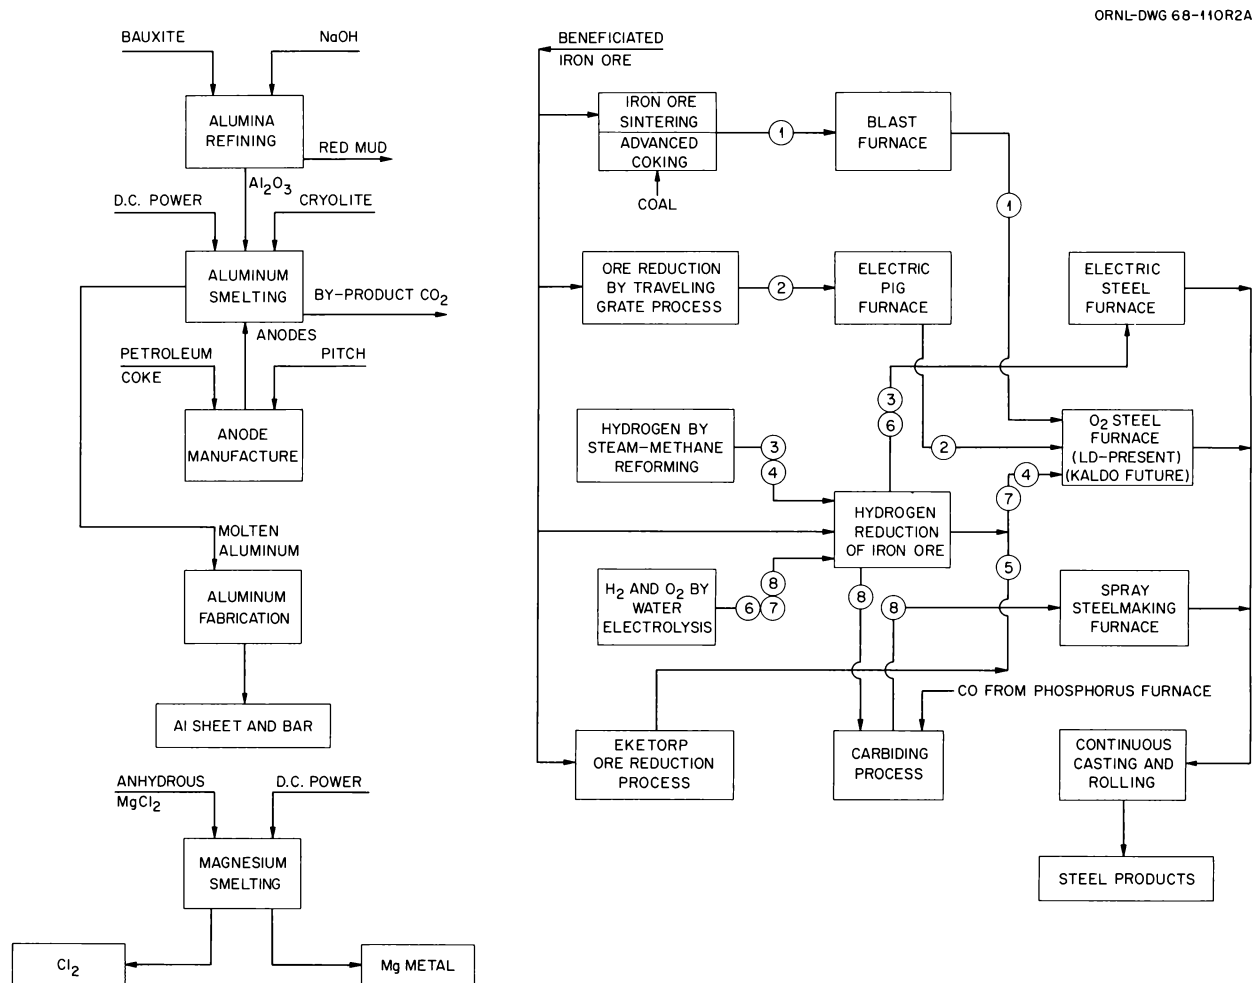 ORNL-DWG 68-110R2A
BAUXITE
NaOH
ALUMINA
REFINING
RED MUD
Al2O3
D.C. POWER
CRYOLITE
ALUMINUM
SMELTING
BY-PRODUCT CO2
ANODES
PETROLEUM
COKE
PITCH
ANODE
MANUFACTURE
MOLTEN
ALUMINUM
ALUMINUM
FABRICATION
Al SHEET AND BAR
ANHYDROUS
MgCl2
D.C. POWER
MAGNESIUM
SMELTING
Cl2
Mg METAL
BENEFICIATED
IRON ORE
IRON ORE
SINTERING
ADVANCED
COKING
COAL
1
BLAST
FURNACE
1
ORE REDUCTION
BY TRAVELING
GRATE PROCESS
2
ELECTRIC
PIG
FURNACE
ELECTRIC
STEEL
FURNACE
3
6
2
HYDROGEN BY
STEAM-METHANE
REFORMING
3
4
O2 STEEL
FURNACE
(LD-PRESENT)
(KALDO FUTURE)
4
7
5
HYDROGEN
REDUCTION
OF IRON ORE
H2 AND O2 BY
WATER
ELECTROLYSIS
6
7
8
8
8
SPRAY
STEELMAKING
FURNACE
CO FROM PHOSPHORUS FURNACE
EKETORP
ORE REDUCTION
PROCESS
CARBIDING
PROCESS
CONTINUOUS
CASTING AND
ROLLING
STEEL PRODUCTS